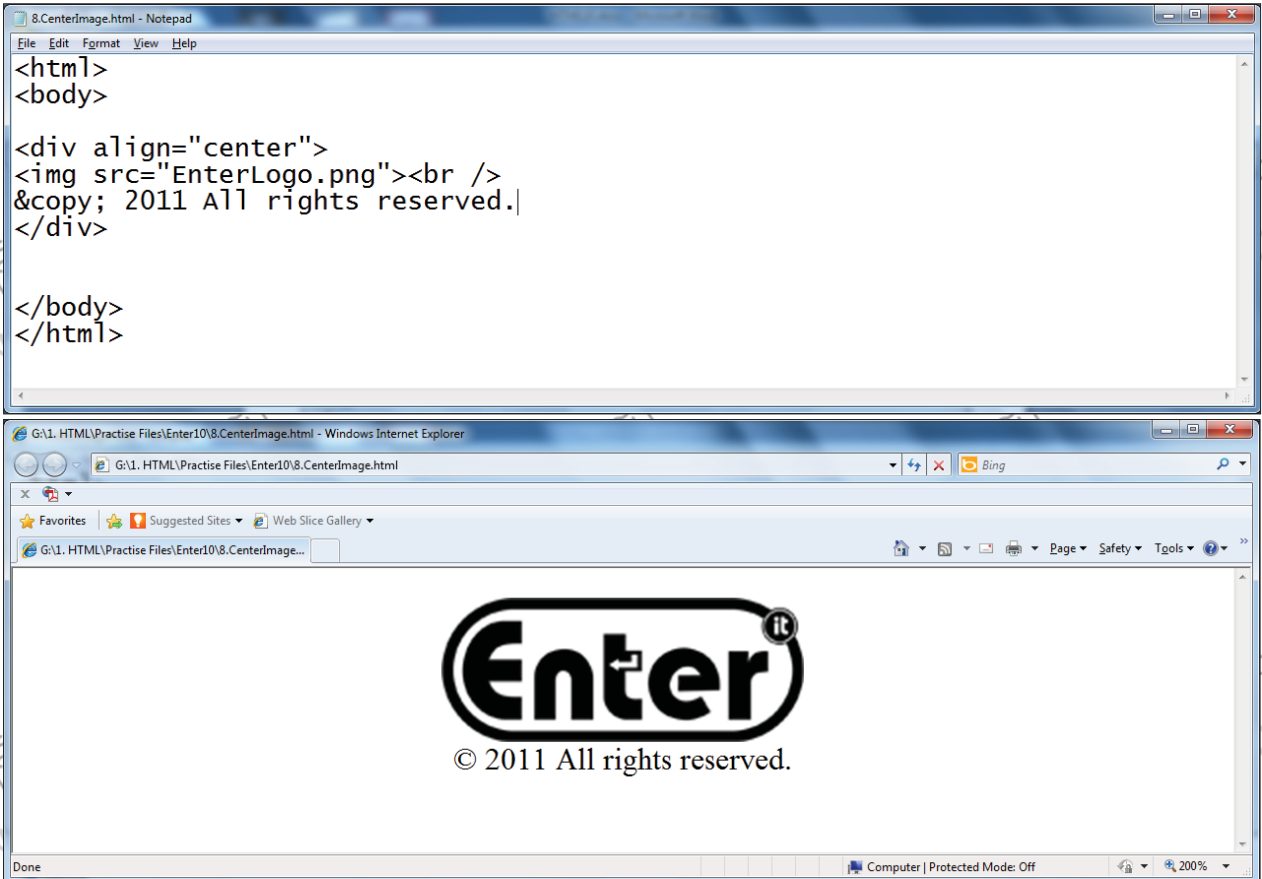 8.CenterImage.html - Notepad
File Edit Format View Help
<html>
<body>
<div align="center">
<img src="EnterLogo.png"><br />
&copy; 2011 All rights reserved.
</div>
</body>
</html>
G:\1. HTML\Practise Files\Enter10\8.CenterImage.html - Windows Internet Explorer
G:\1. HTML\Practise Files\Enter10\8.CenterImage.html Bing
x
Favorites Suggested Sites Web Slice Gallery
G:\1. HTML\Practise Files\Enter10\8.CenterImage... Page Safety Tools
Enter it
© 2011 All rights reserved.
Done Computer | Protected Mode: Off 200%